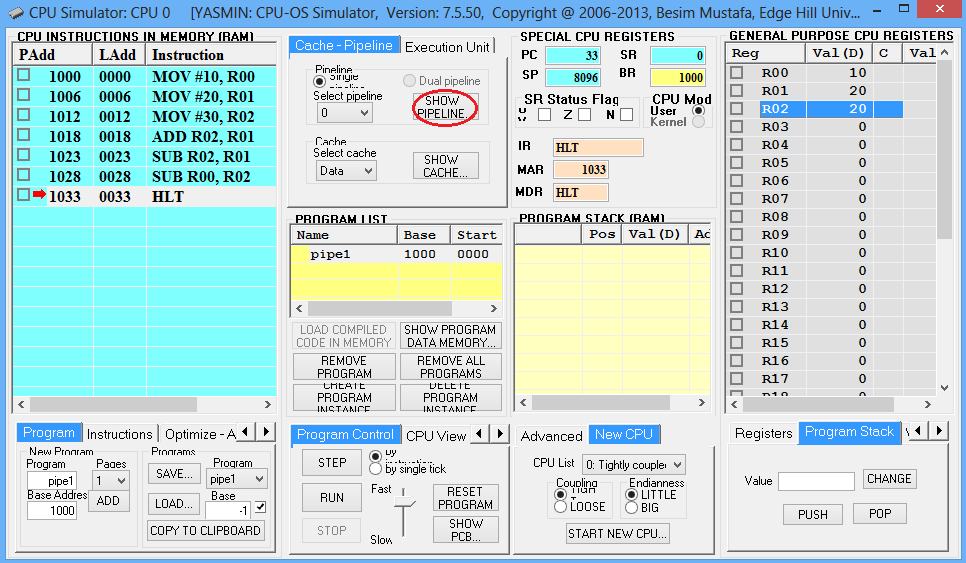 CPU Simulator: CPU 0 [YASMIN: CPU-OS Simulator, Version: 7.5.50, Copyright @ 2006-2013, Besim Mustafa, Edge Hill Univ...
CPU INSTRUCTIONS IN MEMORY (RAM)
PAdd LAdd Instruction
1000 0000 MOV #10, R00
1006 0006 MOV #20, R01
1012 0012 MOV #30, R02
1018 0018 ADD R02, R01
1023 0023 SUB R02, R01
1028 0028 SUB R00, R02
1033 0033 HLT
Cache - Pipeline Execution Unit
Pipeline
Single pipeline
Dual pipeline
Select pipeline
0
SHOW PIPELINE...
Cache
Select cache
Data
SHOW CACHE...
SPECIAL CPU REGISTERS
PC 33 SR 0
SP 8096 BR 1000
SR Status Flag
Z N
CPU Mod
User
Kernel
IR HLT
MAR 1033
MDR HLT
GENERAL PURPOSE CPU REGISTERS
Reg Val(D) C Val
R00 10
R01 20
R02 20
R03 0
R04 0
R05 0
R06 0
R07 0
R08 0
R09 0
R10 0
R11 0
R12 0
R13 0
R14 0
R15 0
R16 0
R17 0
R18 0
PROGRAM LIST
Name Base Start
pipe1 1000 0000
LOAD COMPILED CODE IN MEMORY
SHOW PROGRAM DATA MEMORY...
REMOVE PROGRAM
REMOVE ALL PROGRAMS
CREATE PROGRAM INSTANCE
DELETE PROGRAM INSTANCE
PROGRAM STACK (RAM)
Pos Val(D) Ad
Program Instructions Optimize - A
New Program
Program
pipe1
Pages
1
Base Addres
1000
ADD
Programs
SAVE...
Program
pipe1
LOAD...
Base
-1
COPY TO CLIPBOARD
Program Control CPU View
STEP
by instruction
by single tick
RUN
STOP
Fast
Slow
RESET PROGRAM
SHOW PCB...
Advanced New CPU
CPU List 0: Tightly couple
Coupling
TIGHT
LOOSE
Endianness
LITTLE
BIG
START NEW CPU...
Registers Program Stack
Value
CHANGE
PUSH
POP